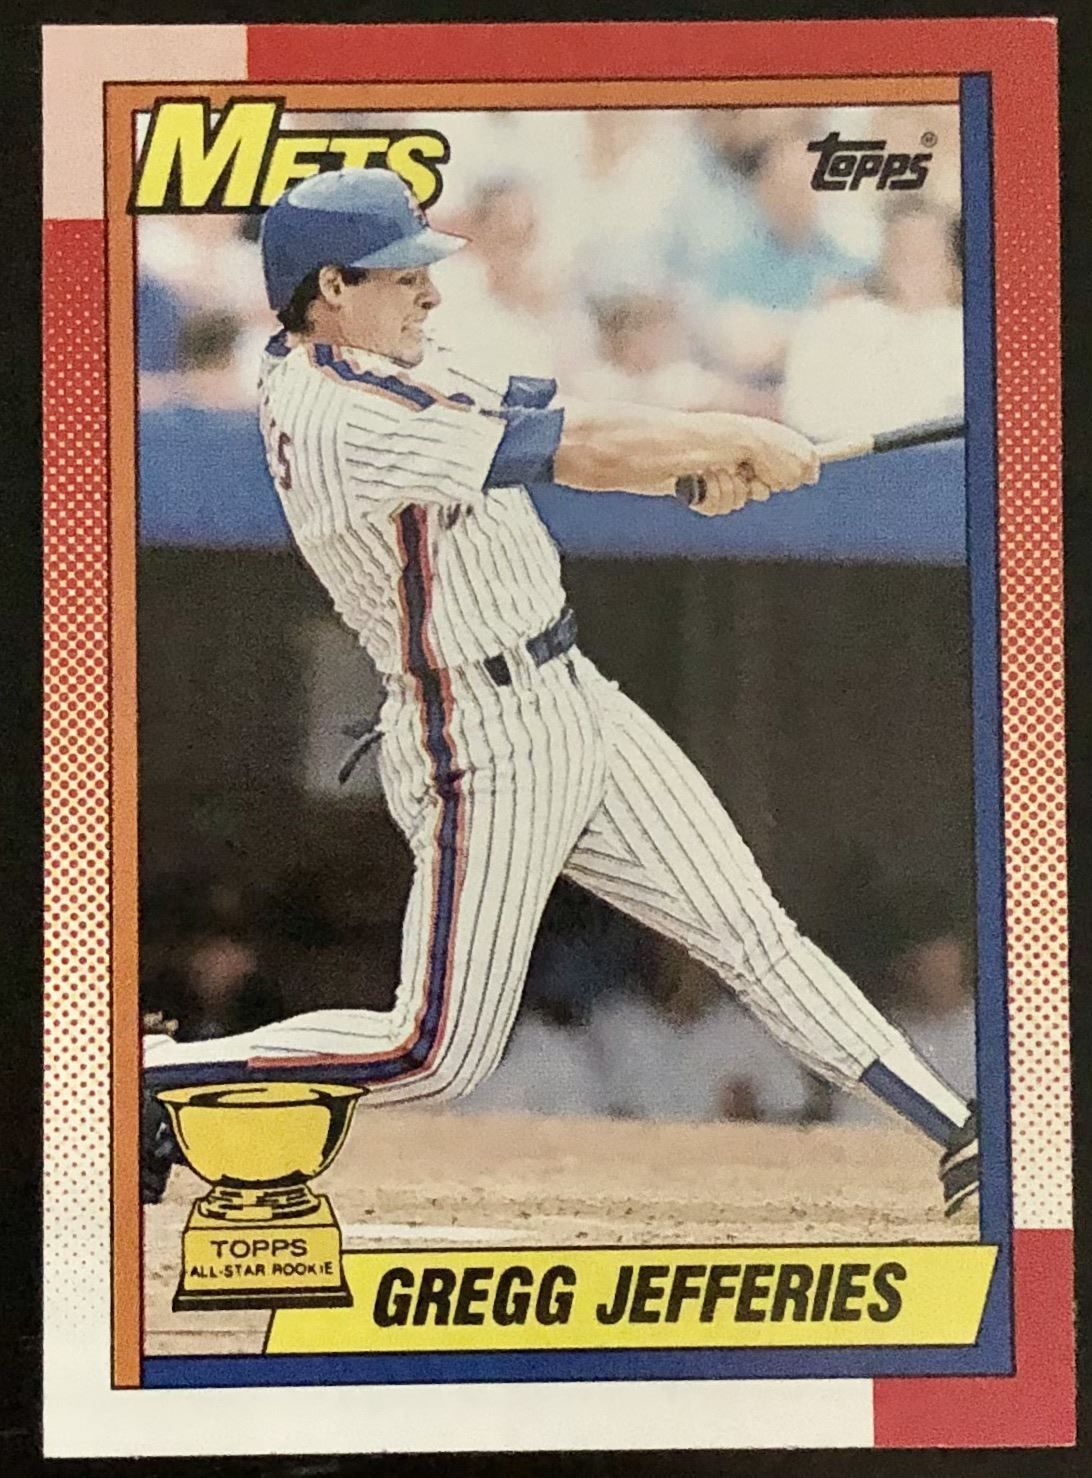 METS
topps®
TOPPS
ALL-STAR ROOKIE
GREGG JEFFERIES